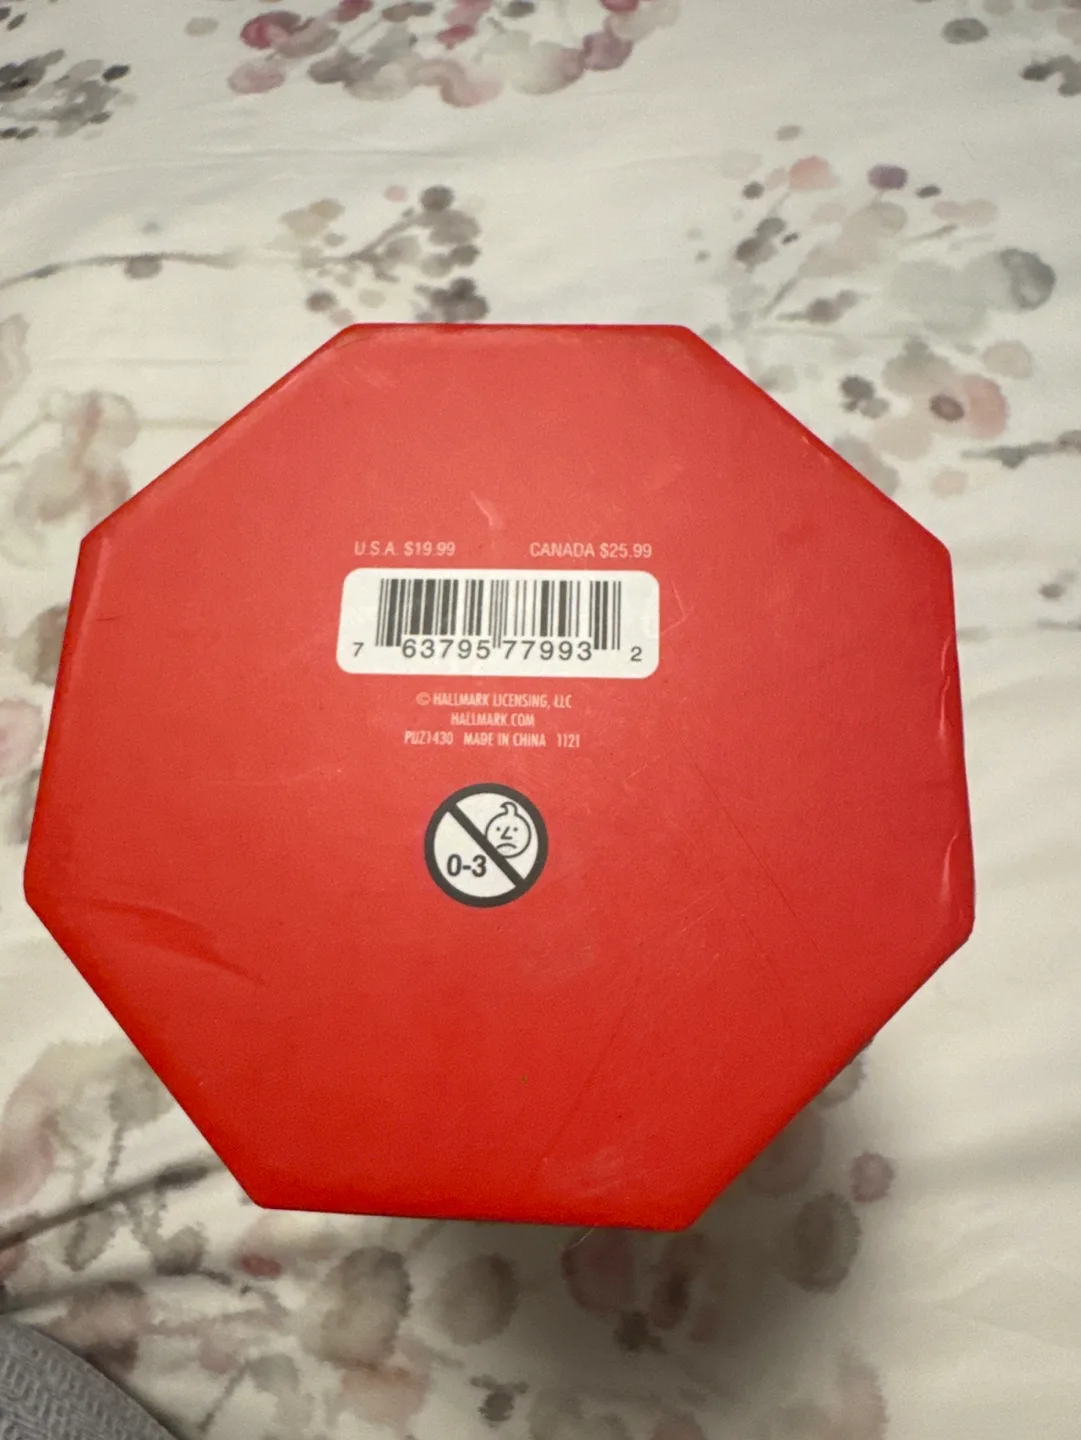 U.S.A. $19.99 CANADA $25.99
7 63795 77993 2
© HALLMARK LICENSING, LLC
HALLMARK.COM
PUZ1430 MADE IN CHINA 1121
0-3